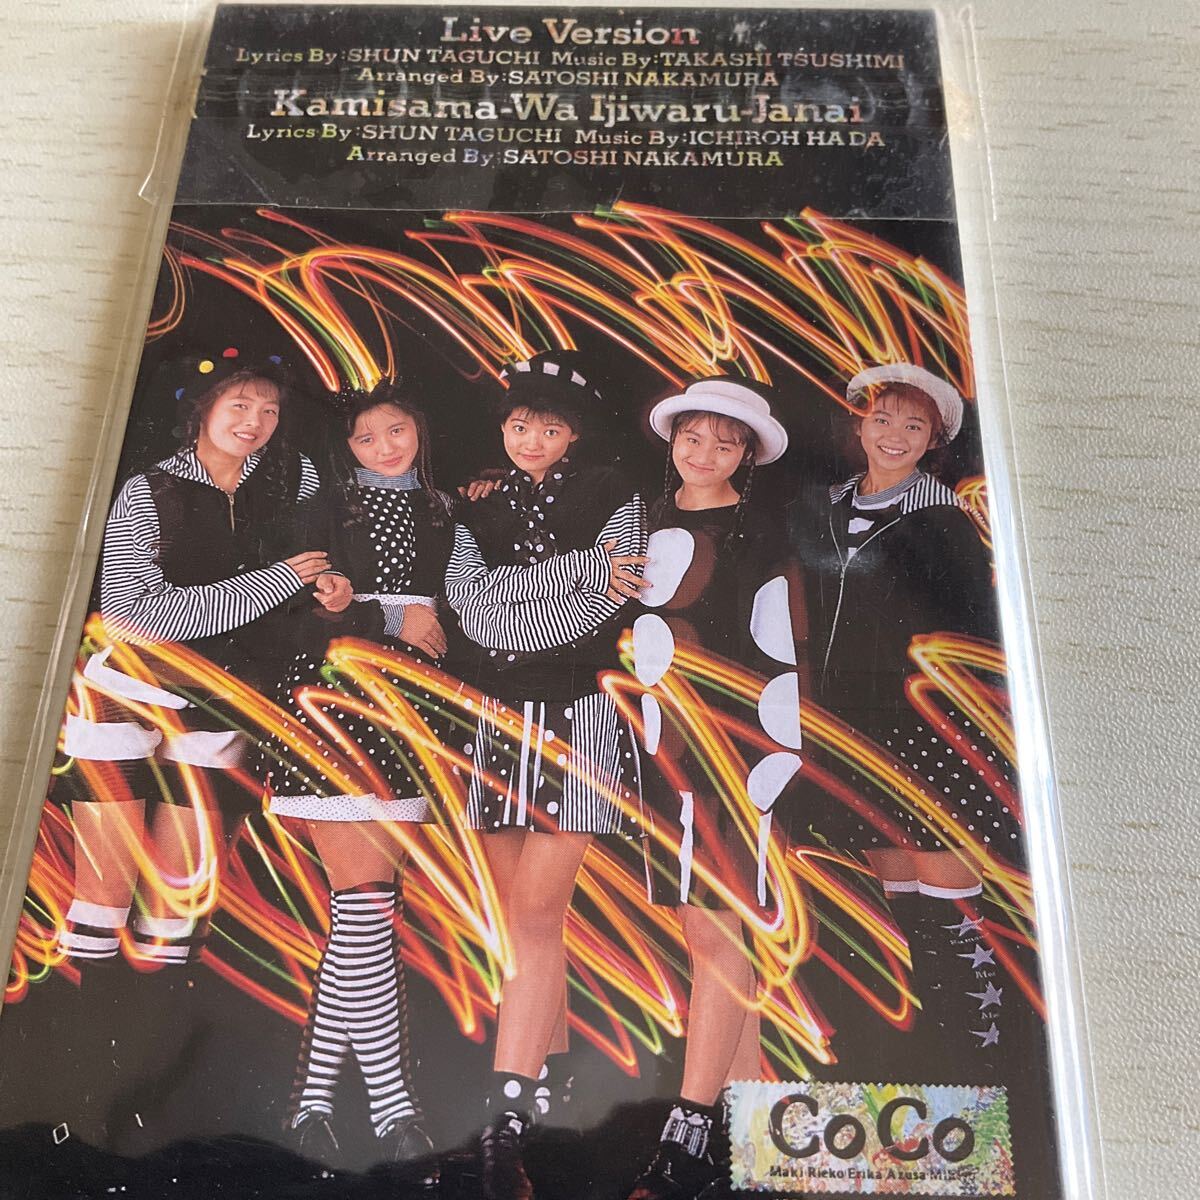 Live Version
Lyrics By:SHUN TAGUCHI Music By:TAKASHI TSUSHIMI
Arranged By:SATOSHI NAKAMURA
Kamisama-Wa Ijiwaru-Janai
Lyrics By:SHUN TAGUCHI Music By:ICHIROH HADA
Arranged By:SATOSHI NAKAMURA
CoCo
Maki Rieko Erika Azusa